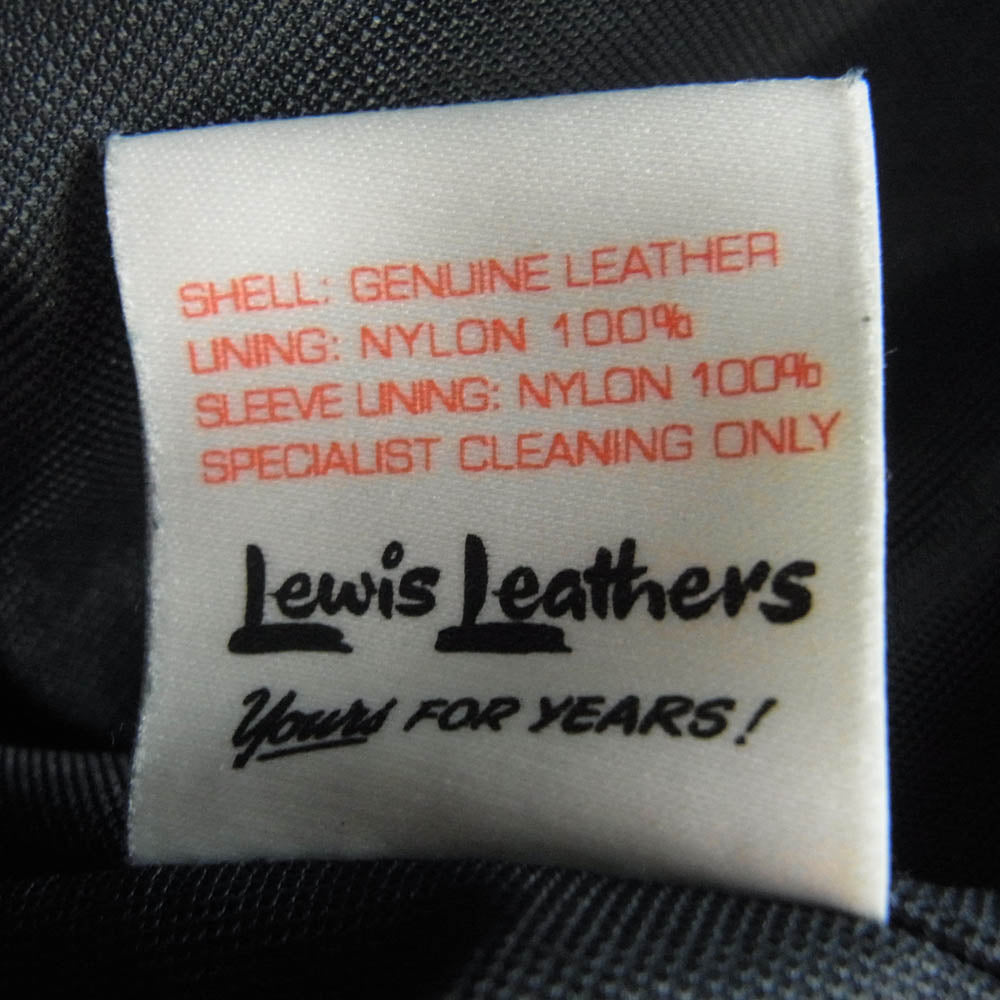 SHELL: GENUINE LEATHER
LINING: NYLON 100%
SLEEVE LINING: NYLON 100%
SPECIALIST CLEANING ONLY
Lewis Leathers
Yours FOR YEARS!